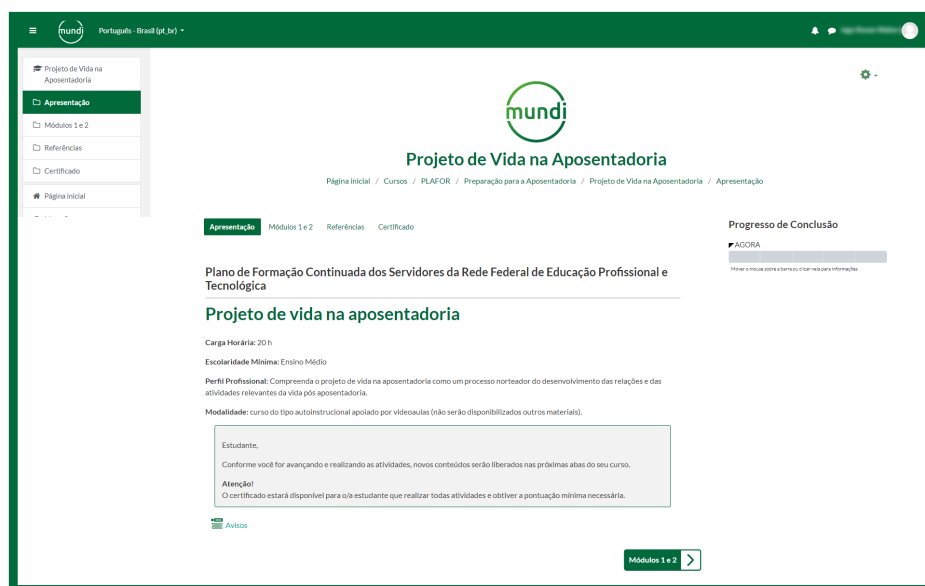 mundi
Português - Brasil (pt_br)
Projeto de Vida na
Aposentadoria
Apresentação
Módulos 1 e 2
Referências
Certificado
Página inicial
mundi
Projeto de Vida na Aposentadoria
Página inicial / Cursos / PLAFOR / Preparação para a Aposentadoria / Projeto de Vida na Aposentadoria / Apresentação
Apresentação Módulos 1 e 2 Referências Certificado
Plano de Formação Continuada dos Servidores da Rede Federal de Educação Profissional e
Tecnológica
Projeto de vida na aposentadoria
Carga Horária: 20 h
Escolaridade Mínima: Ensino Médio
Perfil Profissional: Compreenda o projeto de vida na aposentadoria como um processo norteador do desenvolvimento das relações e das
atividades relevantes da vida pós aposentadoria.
Modalidade: curso do tipo autoinstrucional apoiado por videoaulas (não serão disponibilizados outros materiais).
Estudante,
Conforme você for avançando e realizando as atividades, novos conteúdos serão liberados nas próximas abas do seu curso.
Atenção!
O certificado estará disponível para o/a estudante que realizar todas atividades e obtiver a pontuação mínima necessária.
Avisos
Módulos 1 e 2
Progresso de Conclusão
AGORA
Mover o mouse sobre a barra ou clicar nela para informações